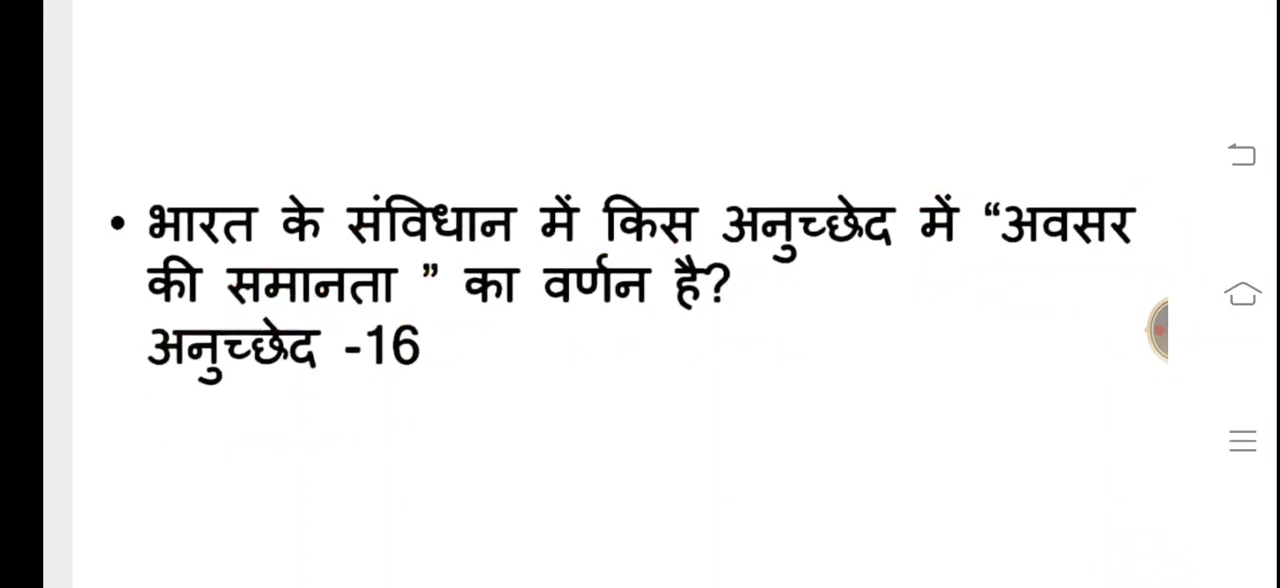 • भारत के संविधान में किस अनुच्छेद में “अवसर
की समानता ” का वर्णन है?
अनुच्छेद -16